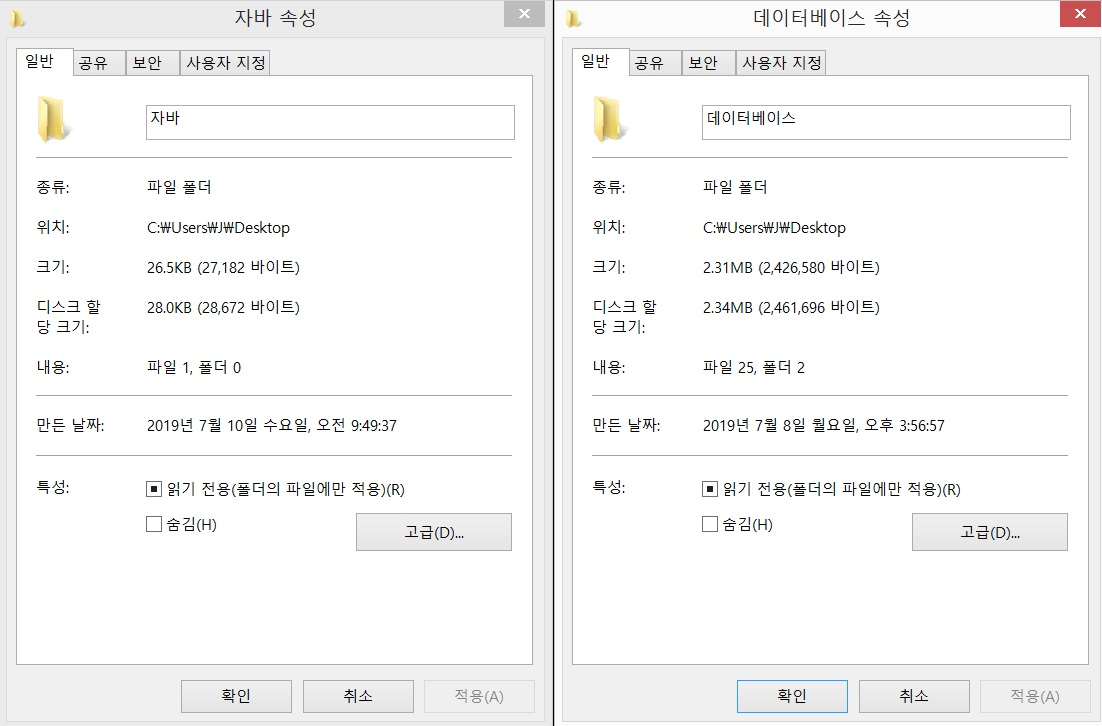 자바 속성
일반 공유 보안 사용자 지정
자바
종류: 파일 폴더
위치: C:₩Users₩J₩Desktop
크기: 26.5KB (27,182 바이트)
디스크 할
당 크기: 28.0KB (28,672 바이트)
내용: 파일 1, 폴더 0
만든 날짜: 2019년 7월 10일 수요일, 오전 9:49:37
특성: 읽기 전용(폴더의 파일에만 적용)(R)
숨김(H)
고급(D)...
확인 취소 적용(A)
데이터베이스 속성
일반 공유 보안 사용자 지정
데이터베이스
종류: 파일 폴더
위치: C:₩Users₩J₩Desktop
크기: 2.31MB (2,426,580 바이트)
디스크 할
당 크기: 2.34MB (2,461,696 바이트)
내용: 파일 25, 폴더 2
만든 날짜: 2019년 7월 8일 월요일, 오후 3:56:57
특성: 읽기 전용(폴더의 파일에만 적용)(R)
숨김(H)
고급(D)...
확인 취소 적용(A)